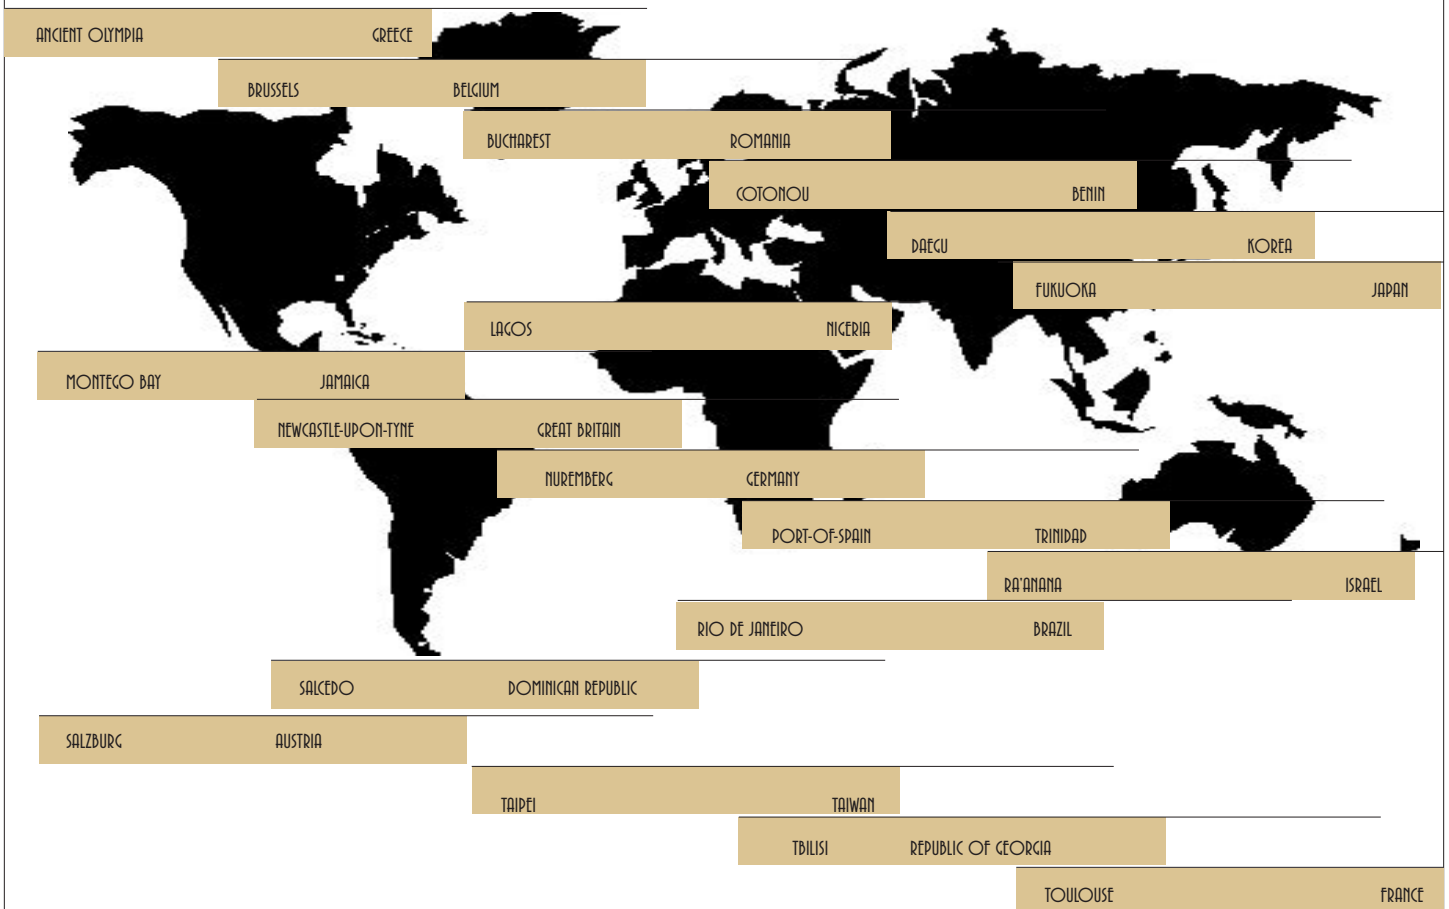 ANCIENT OLYMPIA GREECE
BRUSSELS BELGIUM
BUCHAREST ROMANIA
COTONOU BENIN
DAEGU KOREA
FUKUOKA JAPAN
LAGOS NIGERIA
MONTEGO BAY JAMAICA
NEWCASTLE-UPON-TYNE GREAT BRITAIN
NUREMBERG GERMANY
PORT-OF-SPAIN TRINIDAD
RA'ANANA ISRAEL
RIO DE JANEIRO BRAZIL
SALCEDO DOMINICAN REPUBLIC
SALZBURG AUSTRIA
TAIPEI TAIWAN
TBILISI REPUBLIC OF GEORGIA
TOULOUSE FRANCE